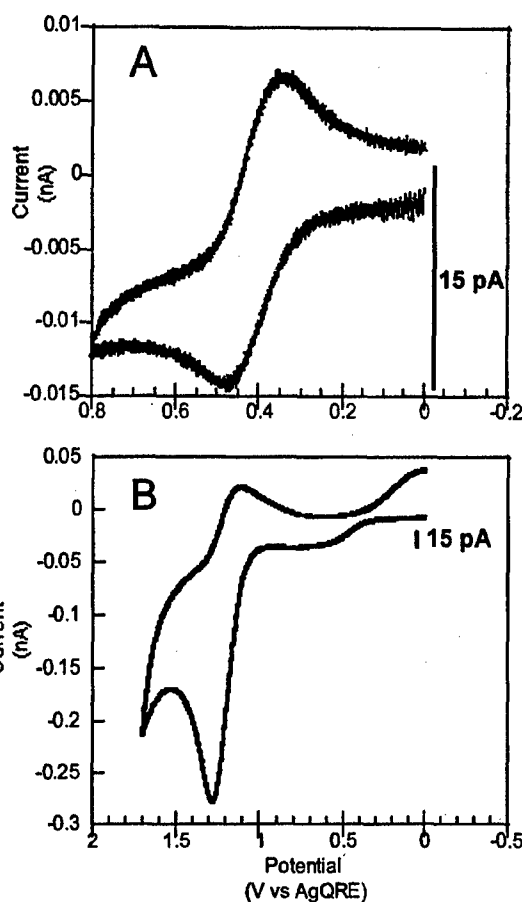 A
0.01
0.005
0
-0.005
-0.01
-0.015
Current
(nA)
15 pA
0.8
0.6
0.4
0.2
0
-0.2
B
0.05
0
-0.05
-0.1
-0.15
-0.2
-0.25
-0.3
(nA)
15 pA
2
1.5
1
0.5
0
-0.5
Potential
(V vs AgQRE)